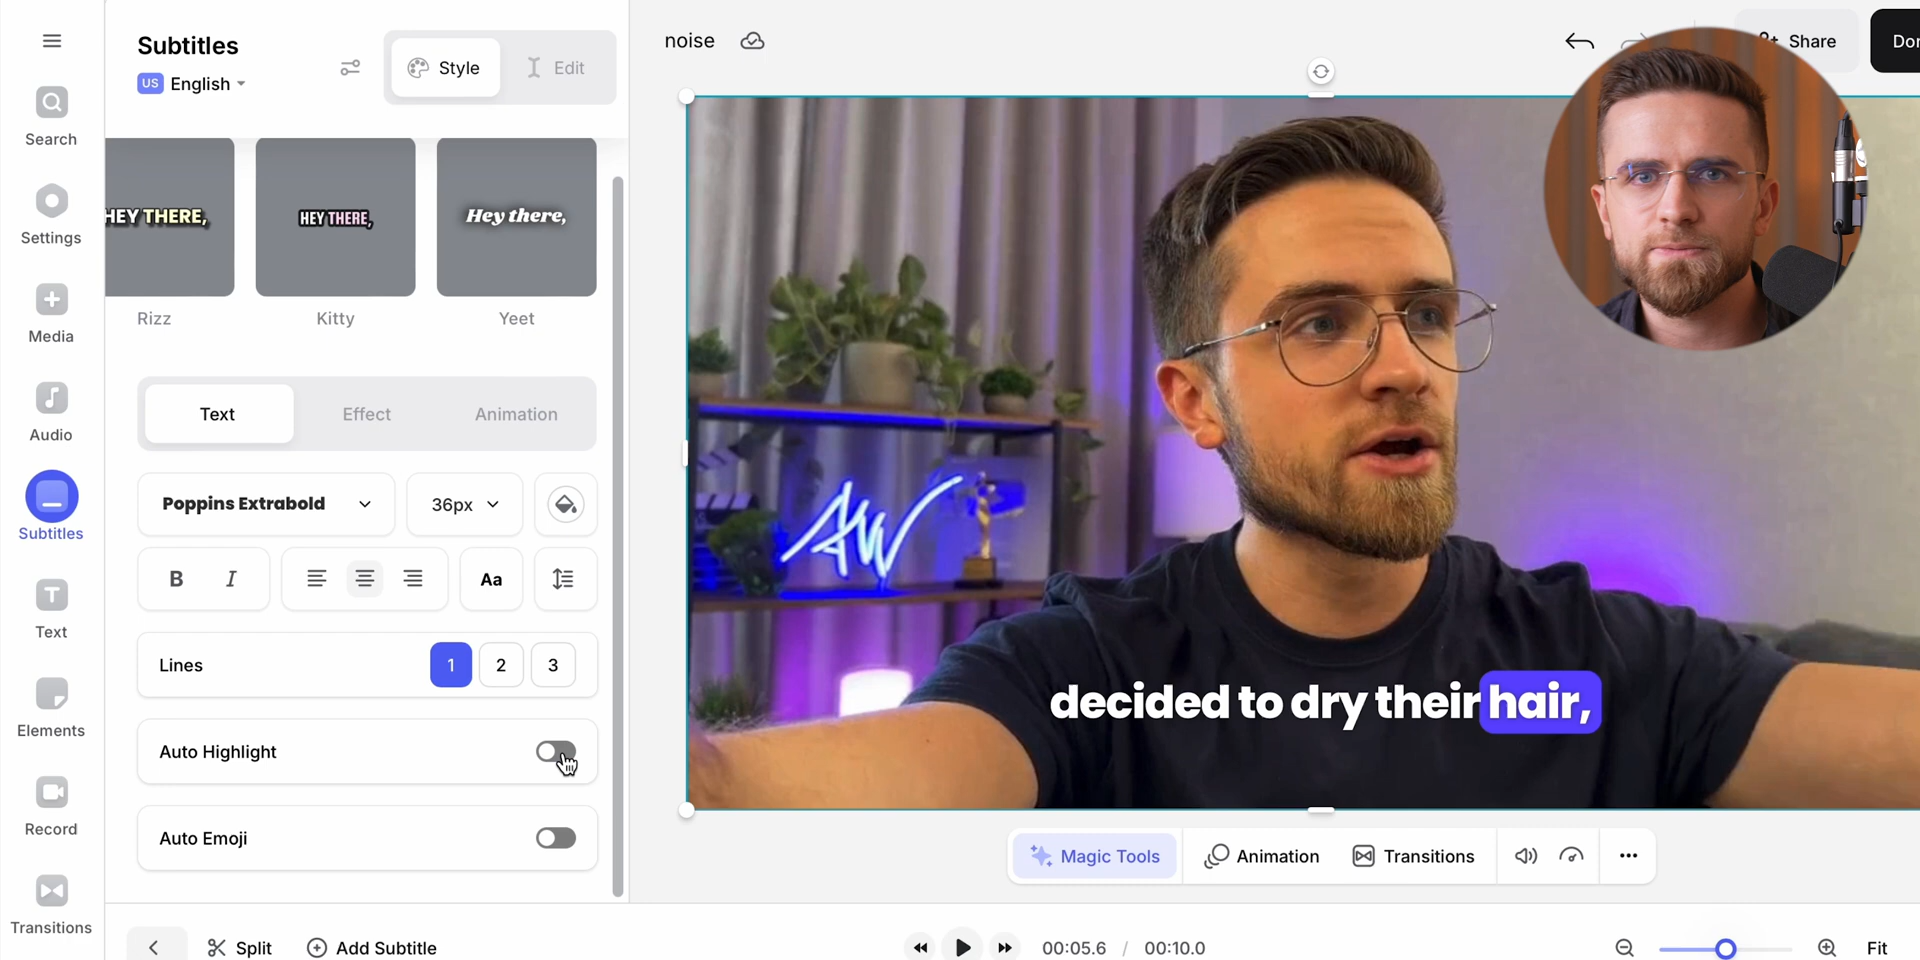 Subtitles
US English
Style
Edit
noise
Share
Search
Settings
Media
Audio
Subtitles
Text
Elements
Record
Transitions
HEY THERE,
HEY THERE,
Hey there,
Rizz
Kitty
Yeet
Text
Effect
Animation
Poppins Extrabold
36px
B
I
Aa
Lines
1
2
3
Auto Highlight
Auto Emoji
AW
decided to dry their hair,
Magic Tools
Animation
Transitions
Split
Add Subtitle
00:05.6 / 00:10.0
Fit